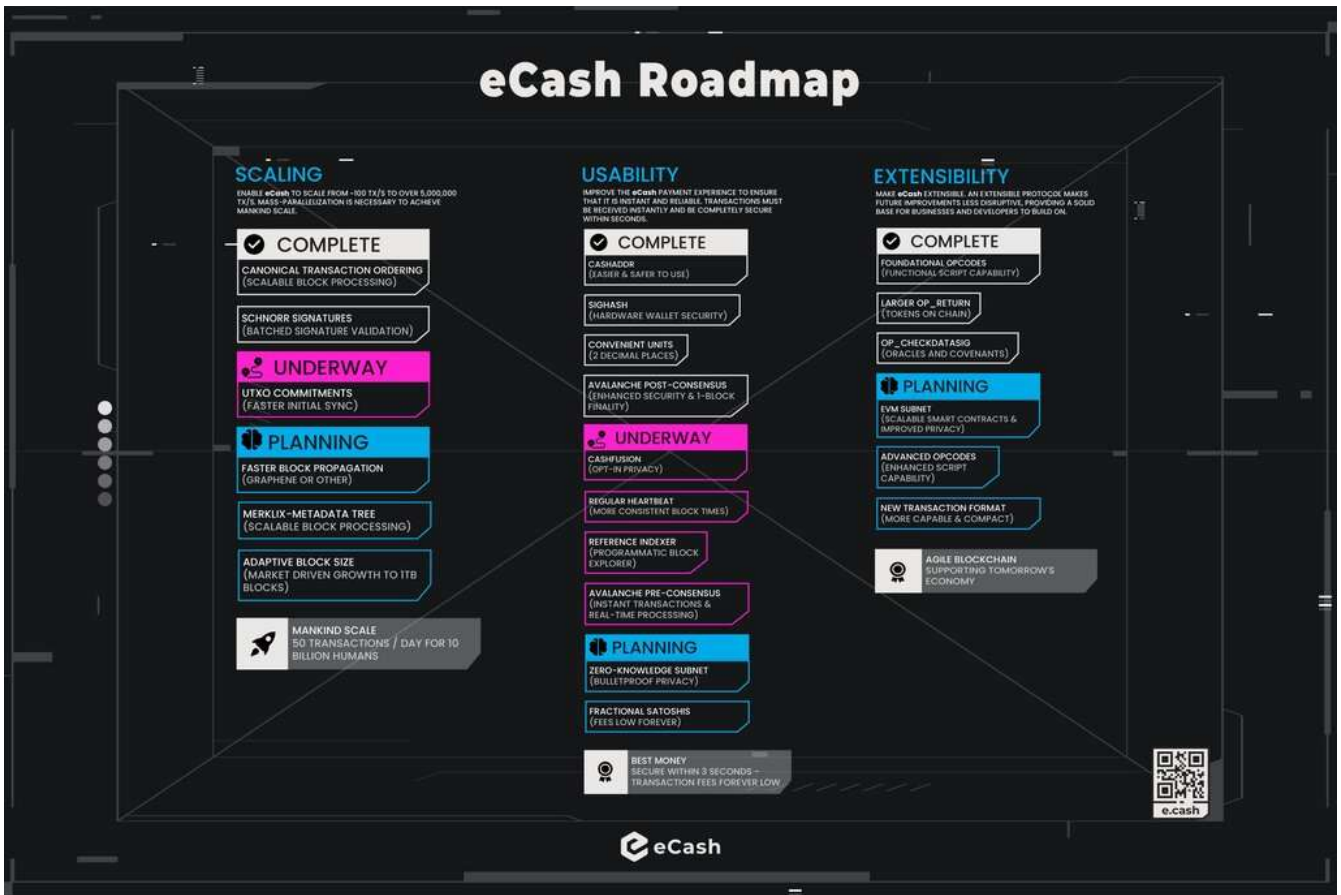 eCash Roadmap
SCALING
ENABLE eCash TO SCALE FROM ~100 TX/S TO OVER 5,000,000
TX/S. MASS-PARALLELIZATION IS NECESSARY TO ACHIEVE
MANKIND SCALE.
COMPLETE
CANONICAL TRANSACTION ORDERING
(SCALABLE BLOCK PROCESSING)
SCHNORR SIGNATURES
(BATCHED SIGNATURE VALIDATION)
UNDERWAY
UTXO COMMITMENTS
(FASTER INITIAL SYNC)
PLANNING
FASTER BLOCK PROPAGATION
(GRAPHENE OR OTHER)
MERKLIX-METADATA TREE
(SCALABLE BLOCK PROCESSING)
ADAPTIVE BLOCK SIZE
(MARKET DRIVEN GROWTH TO 1TB
BLOCKS)
MANKIND SCALE
50 TRANSACTIONS / DAY FOR 10
BILLION HUMANS
USABILITY
IMPROVE THE eCash PAYMENT EXPERIENCE TO ENSURE
THAT IT IS INSTANT AND RELIABLE. TRANSACTIONS MUST
BE RECEIVED INSTANTLY AND BE COMPLETELY SECURE
WITHIN SECONDS.
COMPLETE
CASHADDR
(EASIER & SAFER TO USE)
SIGHASH
(HARDWARE WALLET SECURITY)
CONVENIENT UNITS
(2 DECIMAL PLACES)
AVALANCHE POST-CONSENSUS
(ENHANCED SECURITY & 1-BLOCK
FINALITY)
UNDERWAY
CASHFUSION
(OPT-IN PRIVACY)
REGULAR HEARTBEAT
(MORE CONSISTENT BLOCK TIMES)
REFERENCE INDEXER
(PROGRAMMATIC BLOCK
EXPLORER)
AVALANCHE PRE-CONSENSUS
(INSTANT TRANSACTIONS &
REAL-TIME PROCESSING)
PLANNING
ZERO-KNOWLEDGE SUBNET
(BULLETPROOF PRIVACY)
FRACTIONAL SATOSHIS
(FEES LOW FOREVER)
BEST MONEY
SECURE WITHIN 3 SECONDS -
TRANSACTION FEES FOREVER LOW
EXTENSIBILITY
MAKE eCash EXTENSIBLE. AN EXTENSIBLE PROTOCOL MAKES
FUTURE IMPROVEMENTS LESS DISRUPTIVE, PROVIDING A SOLID
BASE FOR BUSINESSES AND DEVELOPERS TO BUILD ON.
COMPLETE
FOUNDATIONAL OPCODES
(FUNCTIONAL SCRIPT CAPABILITY)
LARGER OP_RETURN
(TOKENS ON CHAIN)
OP_CHECKDATASIG
(ORACLES AND COVENANTS)
PLANNING
EVM SUBNET
(SCALABLE SMART CONTRACTS &
IMPROVED PRIVACY)
ADVANCED OPCODES
(ENHANCED SCRIPT
CAPABILITY)
NEW TRANSACTION FORMAT
(MORE CAPABLE & COMPACT)
AGILE BLOCKCHAIN
SUPPORTING TOMORROW'S
ECONOMY
e.cash
eCash